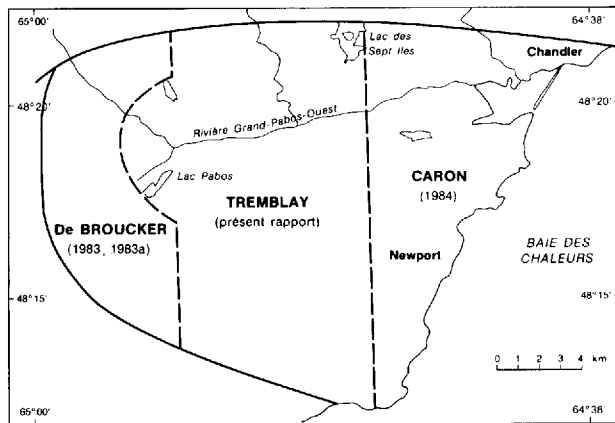 65°00'
64°38'
Lac des
Sept Iles
Chandler
48°20'
48°20'
Rivière Grand-Pabos-Ouest
Lac Pabos
CARON
(1984)
TREMBLAY
(présent rapport)
De BROUCKER
(1983, 1983a)
Newport
BAIE DES
CHALEURS
48°15'
48°15'
0 1 2 3 4 km
65°00'
64°38'